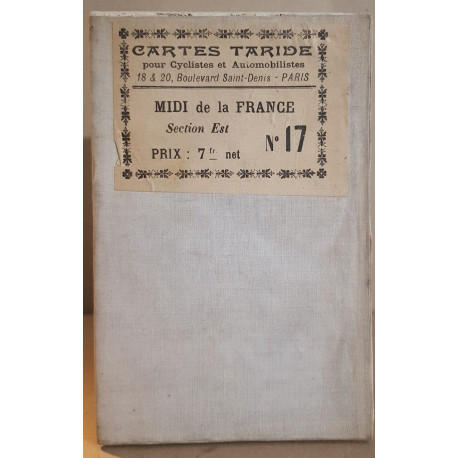 CARTES TARIDE
pour Cyclistes et Automobilistes
18 & 20, Boulevard Saint-Denis - PARIS
MIDI de la FRANCE
Section Est
N° 17
PRIX : 7 fr. net